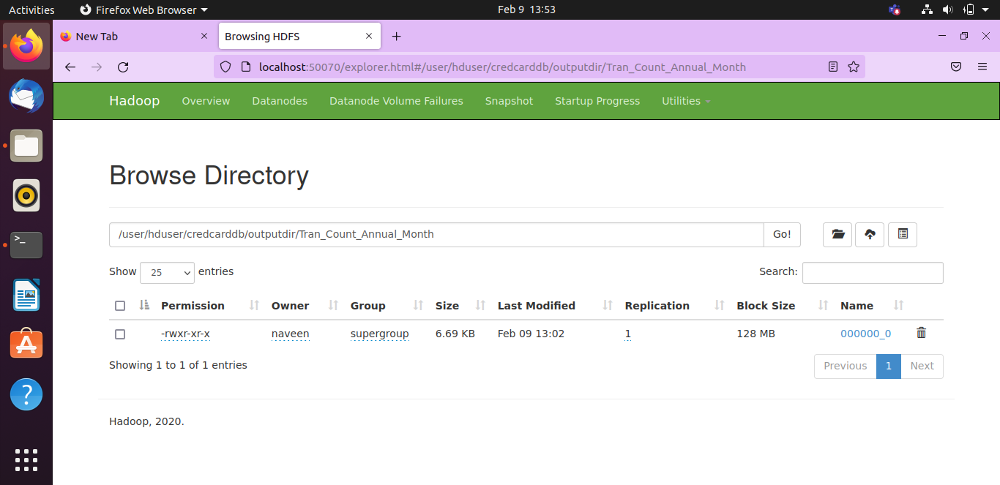 Activities Firefox Web Browser Feb 9 13:53
New Tab Browsing HDFS
localhost:50070/explorer.html#/user/hduser/credcarddb/outputdir/Tran_Count_Annual_Month
Hadoop Overview Datanodes Datanode Volume Failures Snapshot Startup Progress Utilities
Browse Directory
/user/hduser/credcarddb/outputdir/Tran_Count_Annual_Month Go!
Show 25 entries Search:
Permission Owner Group Size Last Modified Replication Block Size Name
-rwxr-xr-x naveen supergroup 6.69 KB Feb 09 13:02 1 128 MB 000000_0
Showing 1 to 1 of 1 entries Previous 1 Next
Hadoop, 2020.